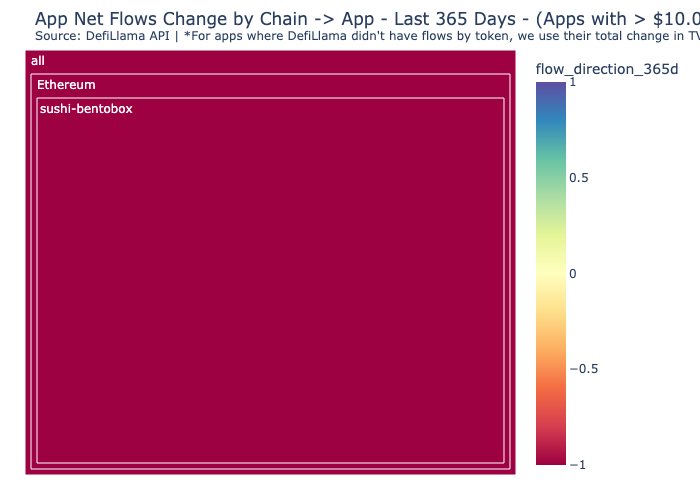 App Net Flows Change by Chain -> App - Last 365 Days - (Apps with > $10.0
Source: DefiLlama API | *For apps where DefiLlama didn't have flows by token, we use their total change in TV
all
flow_direction_365d
Ethereum
1
sushi-bentobox
0.5
0
−0.5
−1